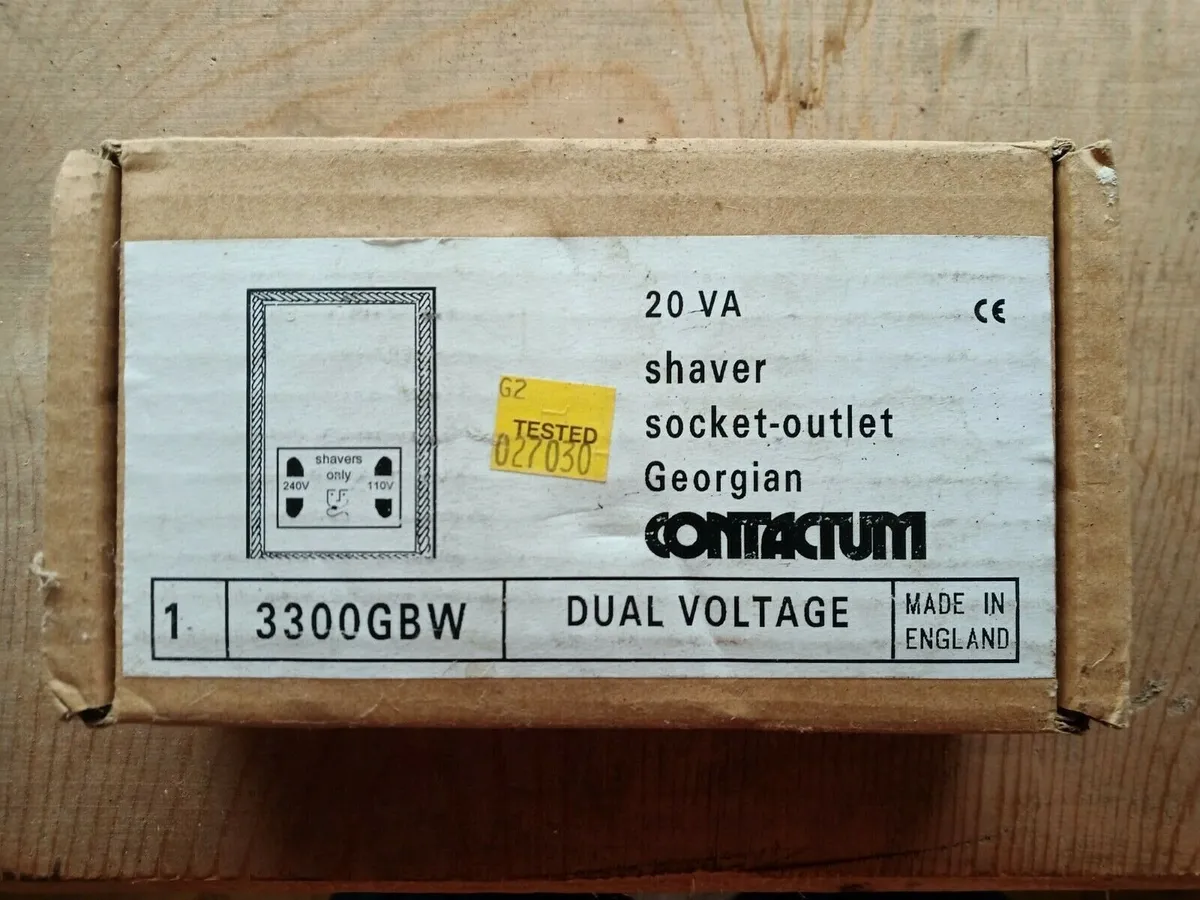 20 VA
CE
shaver
socket-outlet
Georgian
CONTACTUM
G2
TESTED
027030
shavers
only
240V
110V
1
3300GBW
DUAL VOLTAGE
MADE IN
ENGLAND